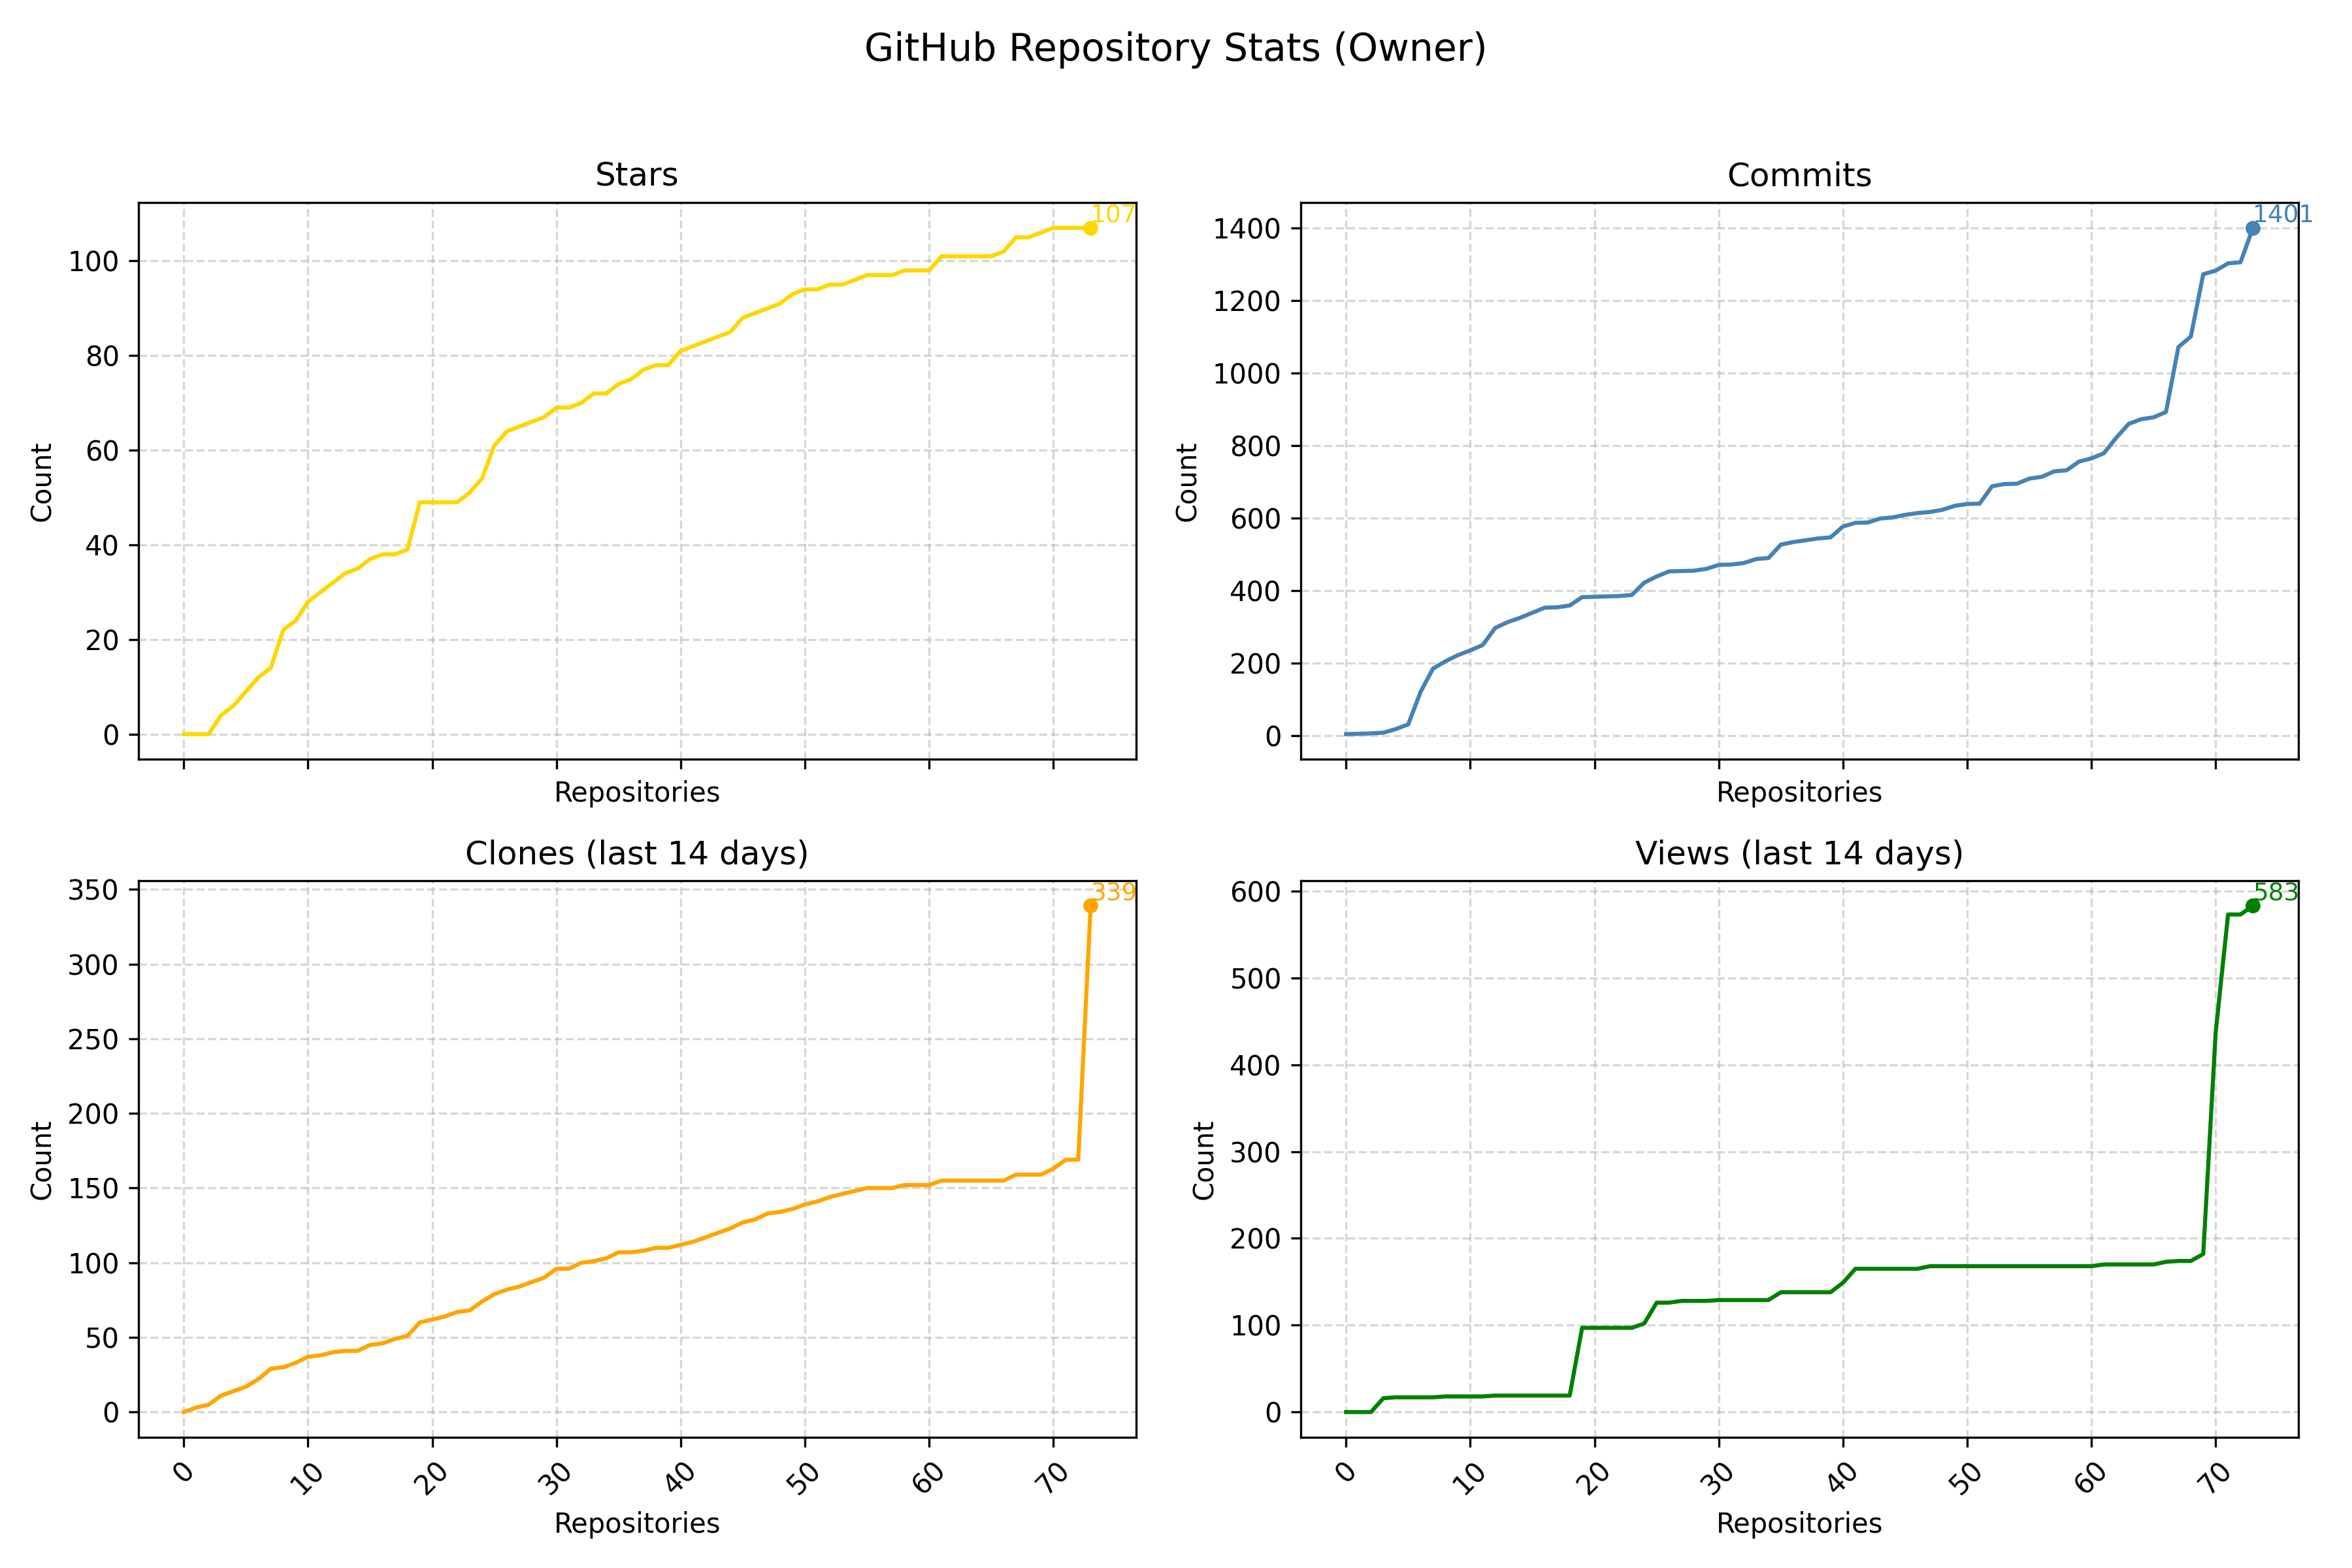 GitHub Repository Stats (Owner)
Stars
107
100
80
60
40
20
0
Count
Repositories
Commits
1401
1400
1200
1000
800
600
400
200
0
Count
Repositories
Clones (last 14 days)
339
350
300
250
200
150
100
50
0
Count
0 10 20 30 40 50 60 70
Repositories
Views (last 14 days)
583
600
500
400
300
200
100
0
Count
0 10 20 30 40 50 60 70
Repositories